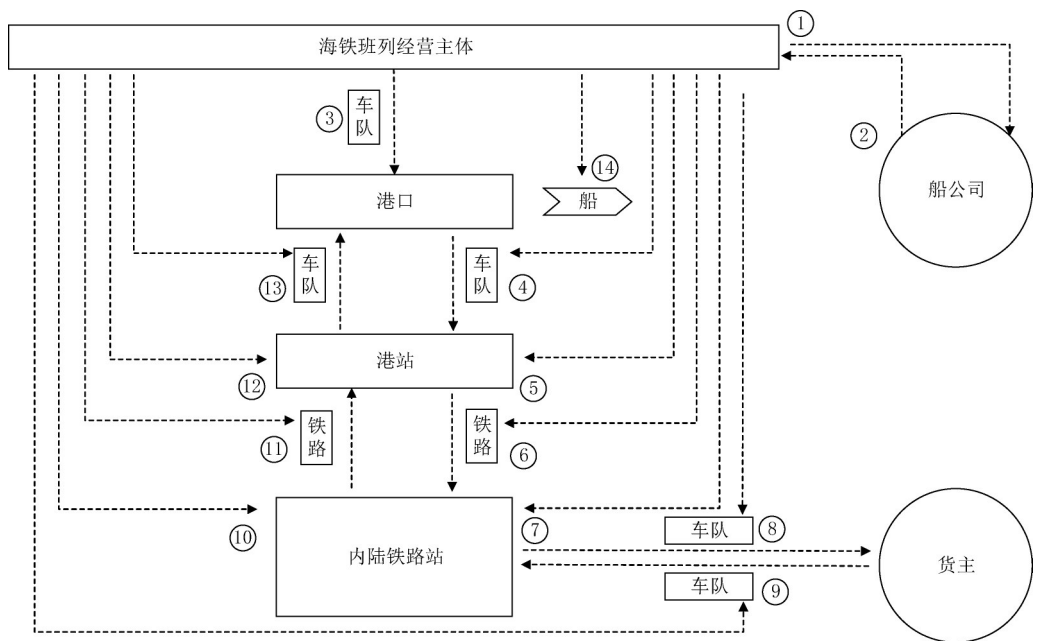 ①
海铁班列经营主体
③
车
队
②
⑭
港口
船
船公司
⑬
车
队
车
队
④
港站
⑫
⑤
⑪
铁
路
铁
路
⑥
⑩
⑦
车队
⑧
内陆铁路站
货主
车队
⑨